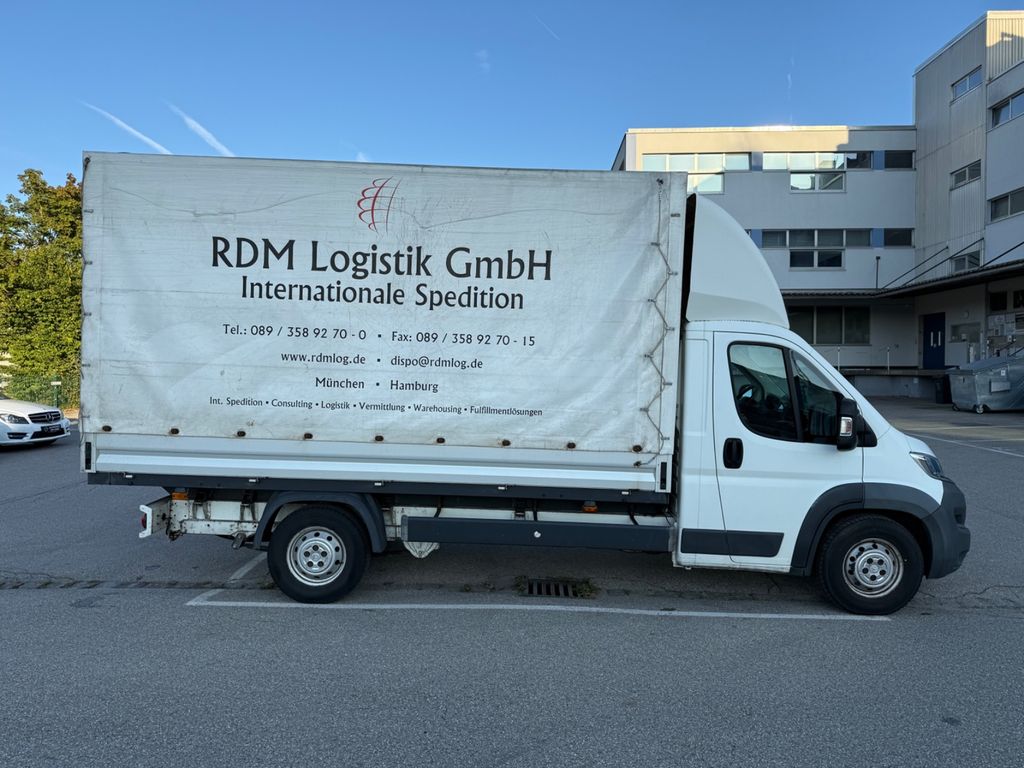 RDM Logistik GmbH
Internationale Spedition
Tel.: 089 / 358 92 70 - 0 • Fax: 089 / 358 92 70 - 15
www.rdmlog.de • dispo@rdmlog.de
München • Hamburg
Int. Spedition • Consulting • Logistik • Vermittlung • Warehousing • Fulfillmentlösungen